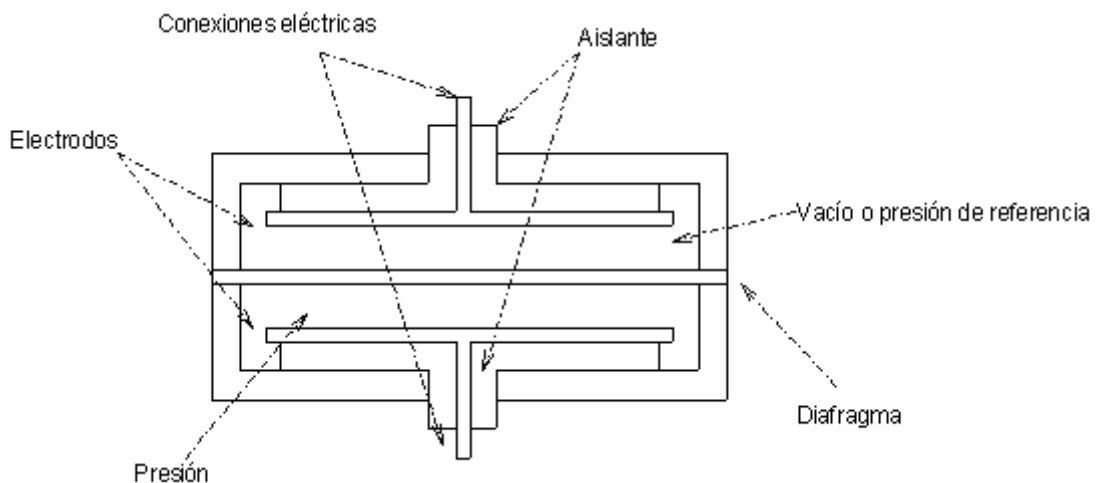 Conexiones eléctricas
Aislante
Electrodos
Vacío o presión de referencia
Diafragma
Presión